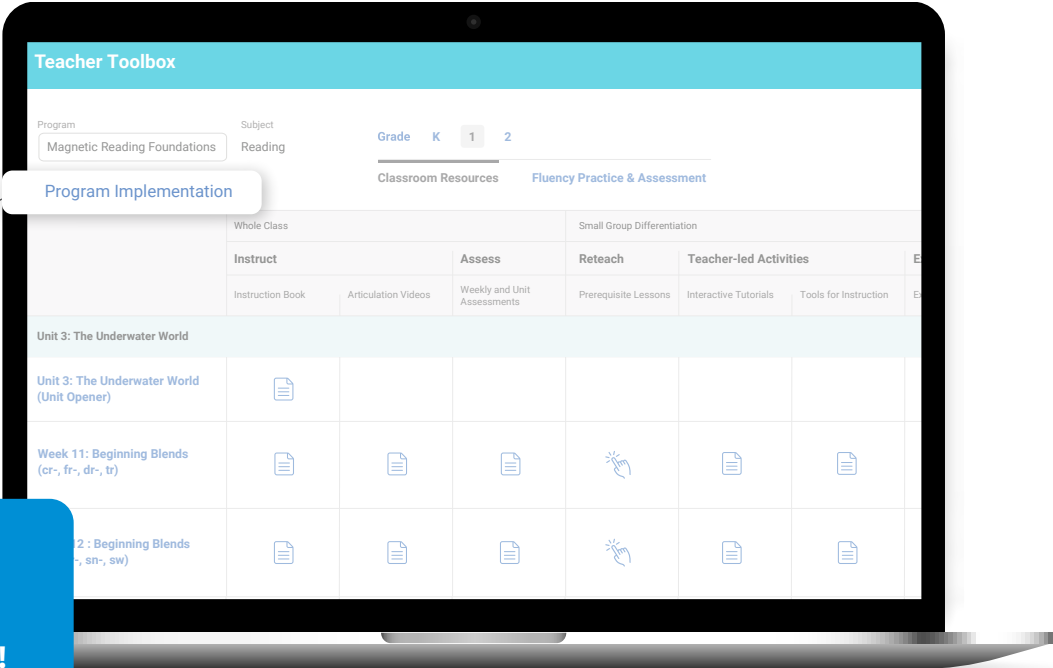 Teacher Toolbox
Program
Subject
Magnetic Reading Foundations
Reading
Grade K 1 2
Classroom Resources
Fluency Practice & Assessment
Program Implementation
Whole Class
Small Group Differentiation
Instruct
Assess
Reteach
Teacher-led Activities
E
Instruction Book
Articulation Videos
Weekly and Unit
Assessments
Prerequisite Lessons
Interactive Tutorials
Tools for Instruction
Unit 3: The Underwater World
Unit 3: The Underwater World
(Unit Opener)
Week 11: Beginning Blends
(cr-, fr-, dr-, tr)
12 : Beginning Blends
-, sn-, sw)
!